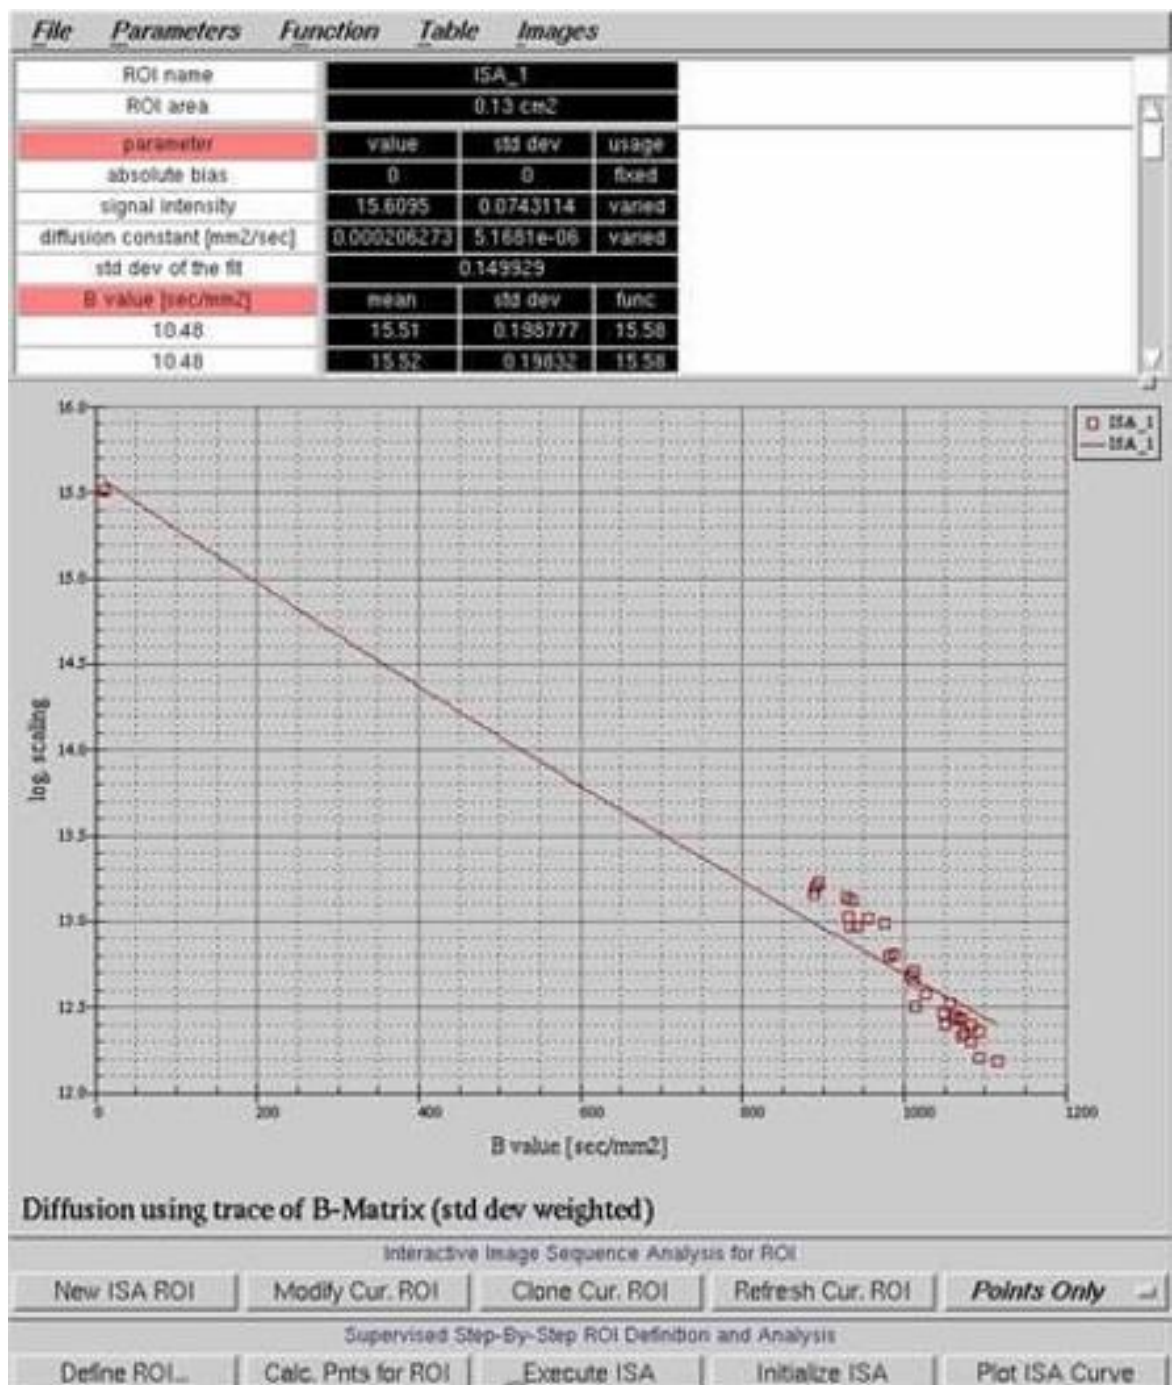 File Parameters Function Table Images
ROI name ISA_1
ROI area 0.13 cm2
parameter value std dev usage
absolute bias 0 0 fixed
signal intensity 15.6095 0.0743114 varied
diffusion constant [mm2/sec] 0.000206273 5.1681e-06 varied
std dev of the fit 0.149929
B value [sec/mm2] mean std dev func
10.48 15.51 0.198777 15.58
10.48 15.52 0.19832 15.58
16.0
15.5
15.0
14.5
14.0
13.5
13.0
12.5
12.0
log. scaling
ISA_1
ISA_1
0 200 400 600 800 1000 1200
B value [sec/mm2]
Diffusion using trace of B-Matrix (std dev weighted)
Interactive Image Sequence Analysis for ROI
New ISA ROI Modify Cur. ROI Clone Cur. ROI Refresh Cur. ROI Points Only
Supervised Step-By-Step ROI Definition and Analysis
Define ROI... Calc. Pnts for ROI Execute ISA Initialize ISA Plot ISA Curve